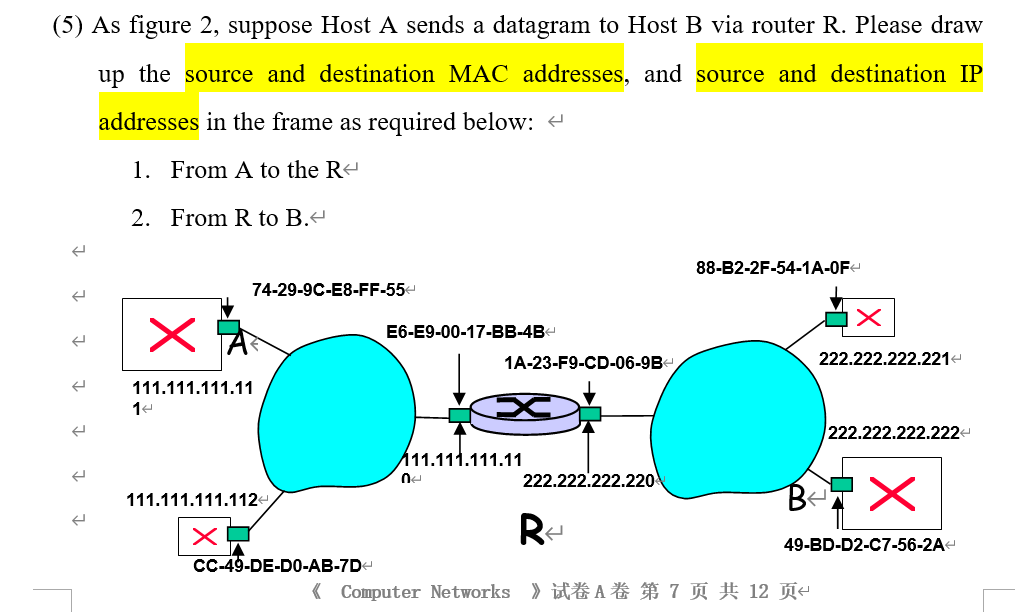 (5) As figure 2, suppose Host A sends a datagram to Host B via router R. Please draw
up the source and destination MAC addresses, and source and destination IP
addresses in the frame as required below:
1. From A to the R
2. From R to B.
88-B2-2F-54-1A-0F
74-29-9C-E8-FF-55
E6-E9-00-17-BB-4B
A
1A-23-F9-CD-06-9B
222.222.222.221
111.111.111.11
1
222.222.222.222
111.111.111.11
0
222.222.222.220
111.111.111.112
B
R
49-BD-D2-C7-56-2A
CC-49-DE-D0-AB-7D
《 Computer Networks 》试卷 A 卷 第 7 页 共 12 页